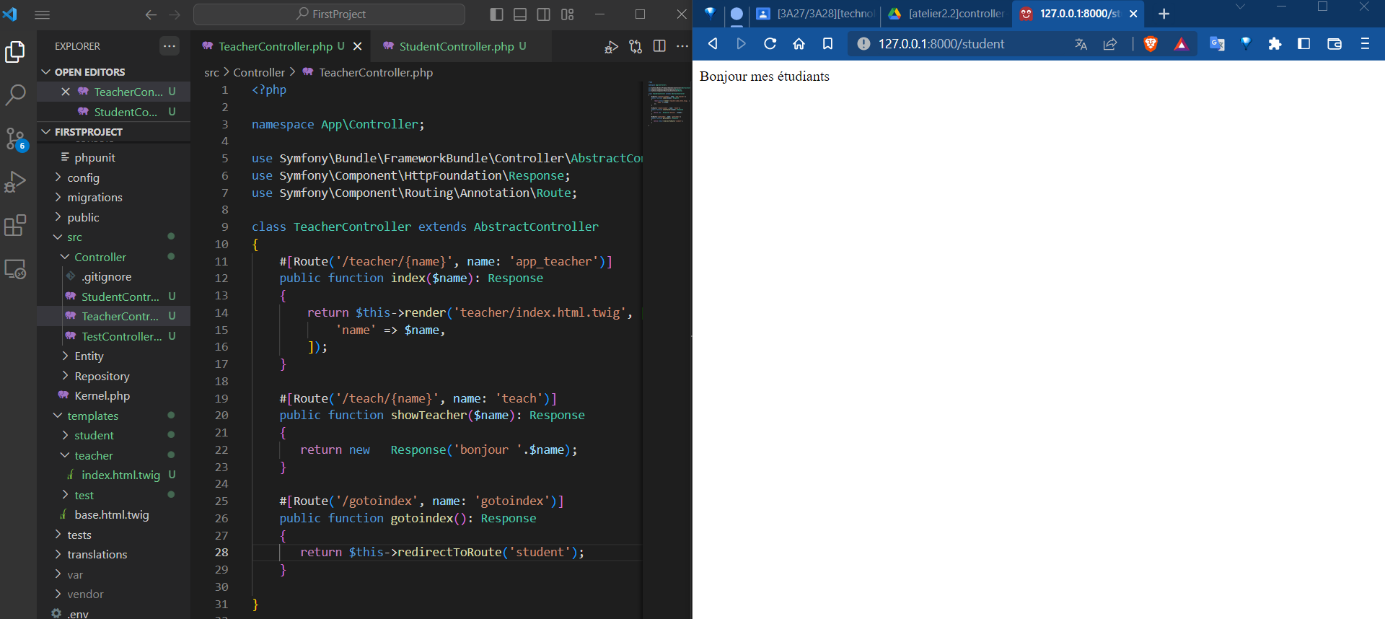 FirstProject
EXPLORER
OPEN EDITORS
TeacherCon... U
StudentCo... U
FIRSTPROJECT
phpunit
config
migrations
public
src
Controller
.gitignore
StudentContr... U
TeacherContr... U
TestController... U
Entity
Repository
Kernel.php
templates
student
teacher
index.html.twig U
test
base.html.twig
tests
translations
var
vendor
.env
6
TeacherController.php U
StudentController.php U
src > Controller > TeacherController.php
1 <?php
2
3 namespace App\Controller;
4
5 use Symfony\Bundle\FrameworkBundle\Controller\AbstractCon
6 use Symfony\Component\HttpFoundation\Response;
7 use Symfony\Component\Routing\Annotation\Route;
8
9 class TeacherController extends AbstractController
10 {
11 #[Route('/teacher/{name}', name: 'app_teacher')]
12 public function index($name): Response
13 {
14 return $this->render('teacher/index.html.twig', [
15 'name' => $name,
16 ]);
17 }
18
19 #[Route('/teach/{name}', name: 'teach')]
20 public function showTeacher($name): Response
21 {
22 return new Response('bonjour '.$name);
23 }
24
25 #[Route('/gotoindex', name: 'gotoindex')]
26 public function gotoindex(): Response
27 {
28 return $this->redirectToRoute('student');
29 }
30
31 }
[3A27/3A28][techno
[atelier2.2]controller
127.0.0.1:8000/st
127.0.0.1:8000/student
Bonjour mes étudiants